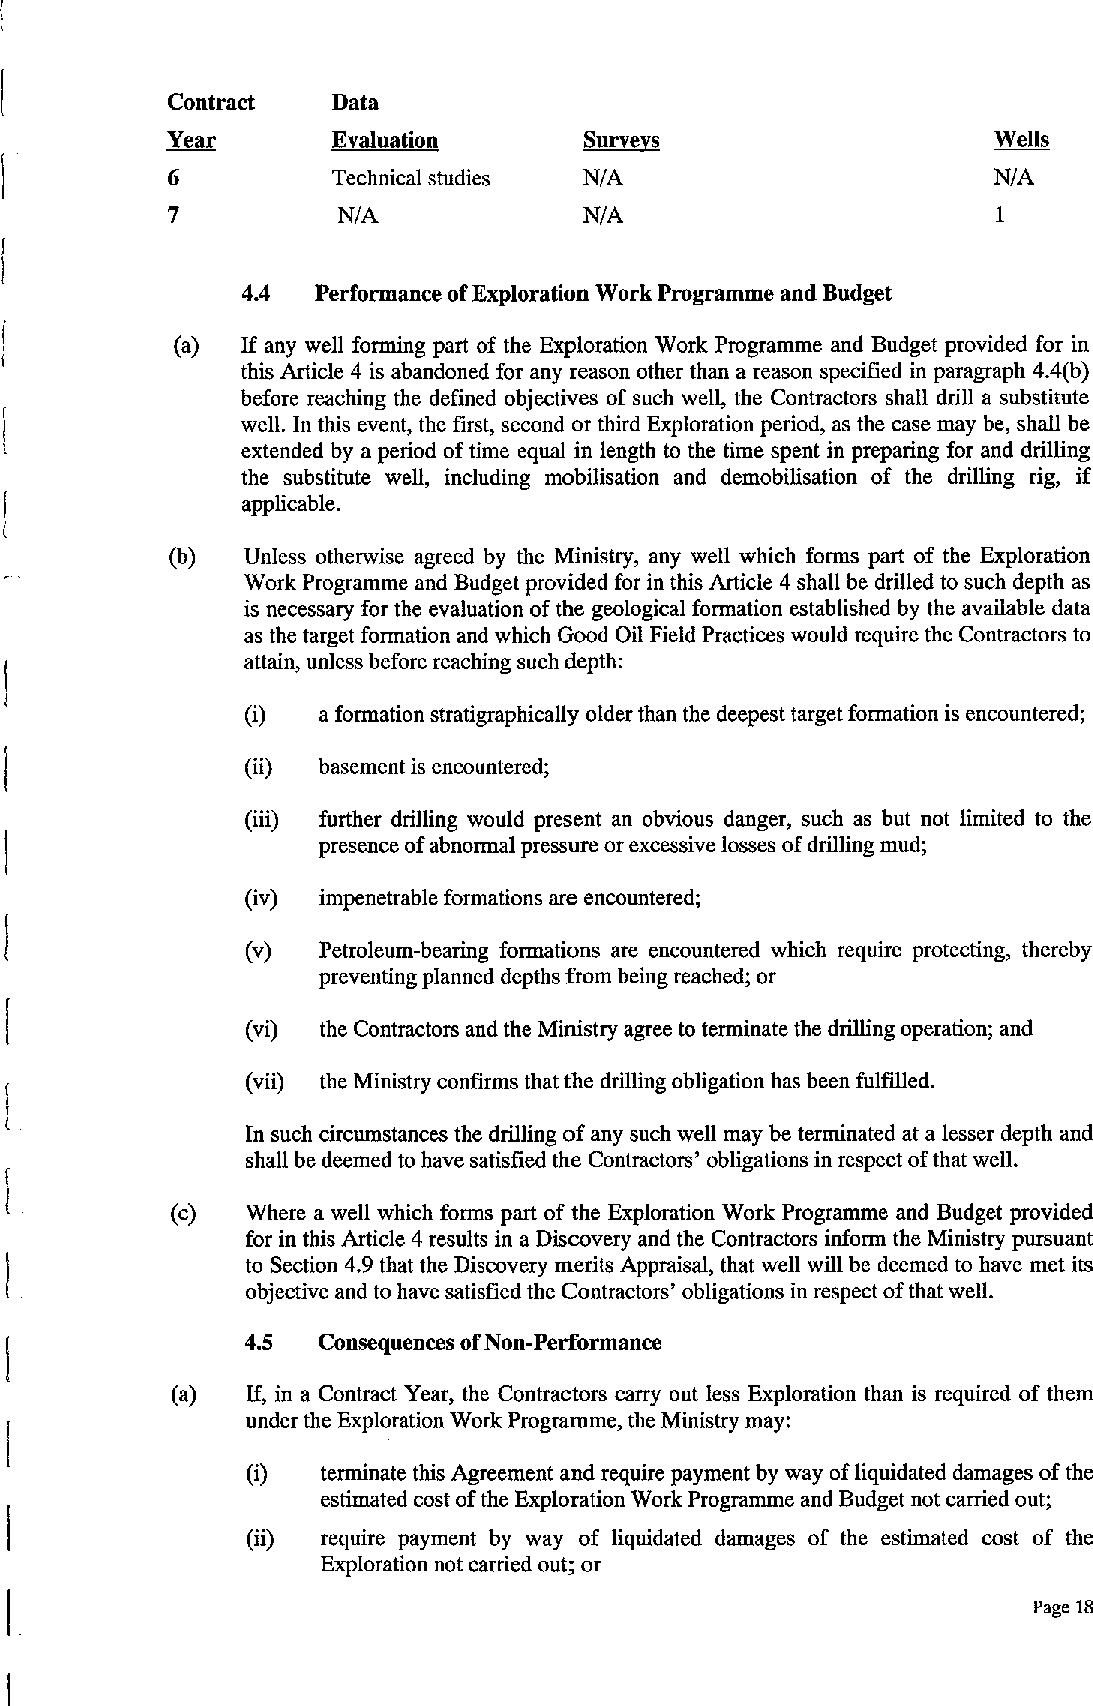 Contract Data
Year Evaluation Surveys Wells
6 Technical studies N/A N/A
7 N/A N/A 1
4.4 Performance of Exploration Work Programme and Budget
(a) If any well forming part of the Exploration Work Programme and Budget provided for in
this Article 4 is abandoned for any reason other than a reason specified in paragraph 4.4(b)
before reaching the defined objectives of such well, the Contractors shall drill a substitute
well. In this event, the first, second or third Exploration period, as the case may be, shall be
extended by a period of time equal in length to the time spent in preparing for and drilling
the substitute well, including mobilisation and demobilisation of the drilling rig, if
applicable.
(b) Unless otherwise agreed by the Ministry, any well which forms part of the Exploration
Work Programme and Budget provided for in this Article 4 shall be drilled to such depth as
is necessary for the evaluation of the geological formation established by the available data
as the target formation and which Good Oil Field Practices would require the Contractors to
attain, unless before reaching such depth:
(i) a formation stratigraphically older than the deepest target formation is encountered;
(ii) basement is encountered;
(iii) further drilling would present an obvious danger, such as but not limited to the
presence of abnormal pressure or excessive losses of drilling mud;
(iv) impenetrable formations are encountered;
(v) Petroleum-bearing formations are encountered which require protecting, thereby
preventing planned depths from being reached; or
(vi) the Contractors and the Ministry agree to terminate the drilling operation; and
(vii) the Ministry confirms that the drilling obligation has been fulfilled.
In such circumstances the drilling of any such well may be terminated at a lesser depth and
shall be deemed to have satisfied the Contractors' obligations in respect of that well.
(c) Where a well which forms part of the Exploration Work Programme and Budget provided
for in this Article 4 results in a Discovery and the Contractors inform the Ministry pursuant
to Section 4.9 that the Discovery merits Appraisal, that well will be deemed to have met its
objective and to have satisfied the Contractors' obligations in respect of that well.
4.5 Consequences of Non-Performance
(a) If, in a Contract Year, the Contractors carry out less Exploration than is required of them
under the Exploration Work Programme, the Ministry may:
(i) terminate this Agreement and require payment by way of liquidated damages of the
estimated cost of the Exploration Work Programme and Budget not carried out;
(ii) require payment by way of liquidated damages of the estimated cost of the
Exploration not carried out; or
Page 18